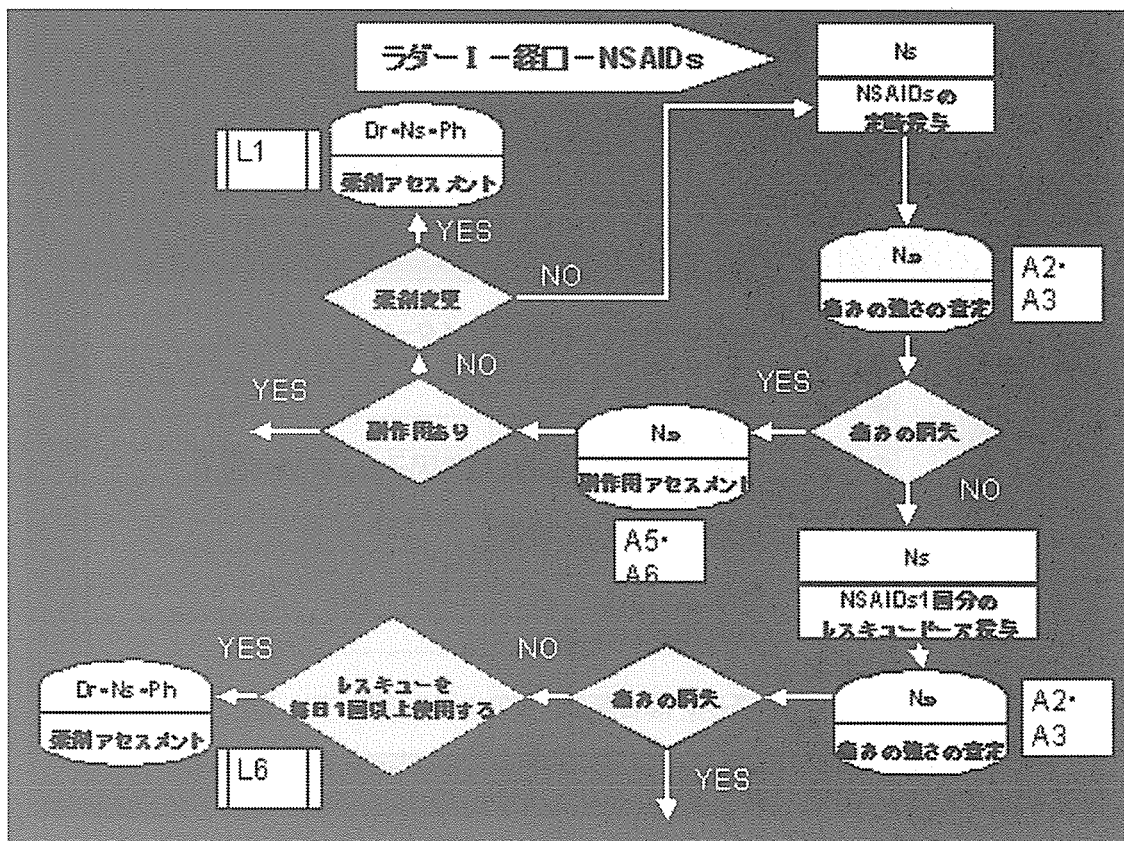 ラダーⅠ－経口－NSAIDs
Ns
NSAIDsの
定時投与
Dr・Ns・Ph
薬剤アセスメント
L1
YES
薬剤変更
NO
Ns
痛みの強さの査定
A2・
A3
NO
YES
副作用あり
Ns
副作用アセスメント
A5・
A6
YES
痛みの消失
NO
Ns
NSAIDs1回分の
レスキュードーズ投与
YES
Dr・Ns・Ph
薬剤アセスメント
L6
レスキューを
毎日1回以上使用する
NO
痛みの消失
YES
Ns
痛みの強さの査定
A2・
A3